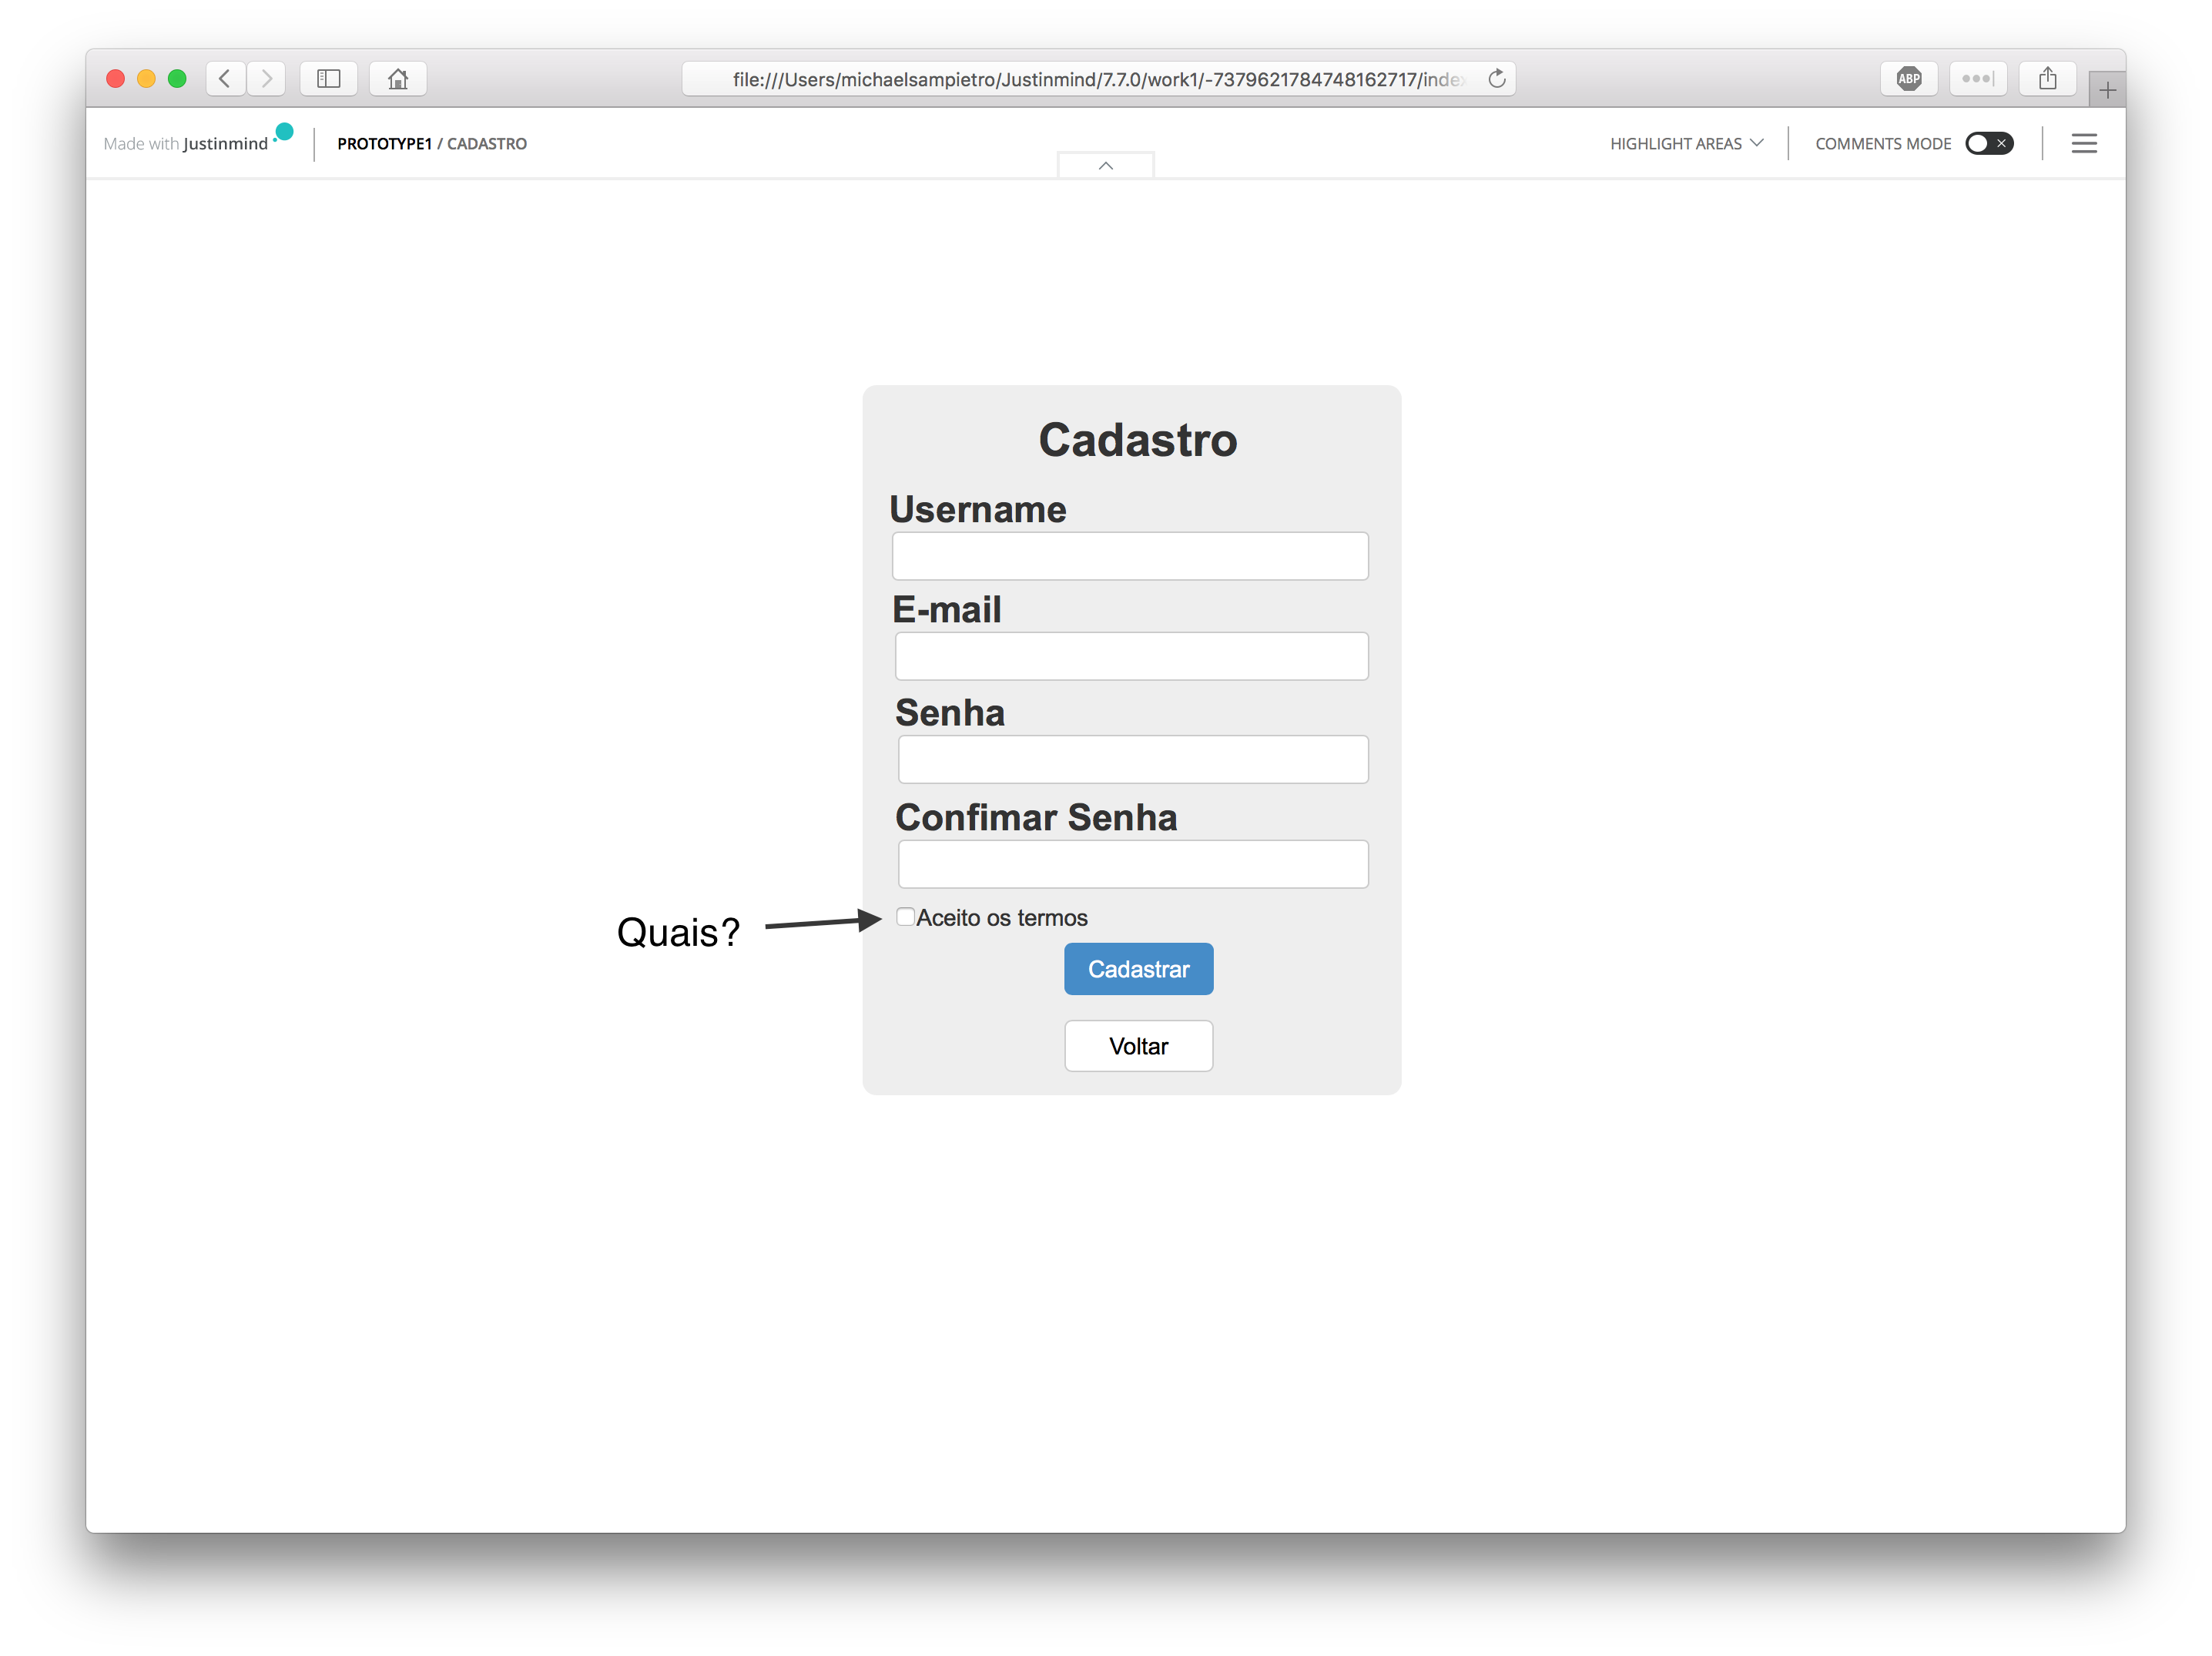 file:///Users/michaelsampietro/Justinmind/7.7.0/work1/-7379621784748162717/index
ABP
Made with Justinmind
PROTOTYPE1 / CADASTRO
HIGHLIGHT AREAS
COMMENTS MODE
Cadastro
Username
E-mail
Senha
Confimar Senha
Quais?
Aceito os termos
Cadastrar
Voltar